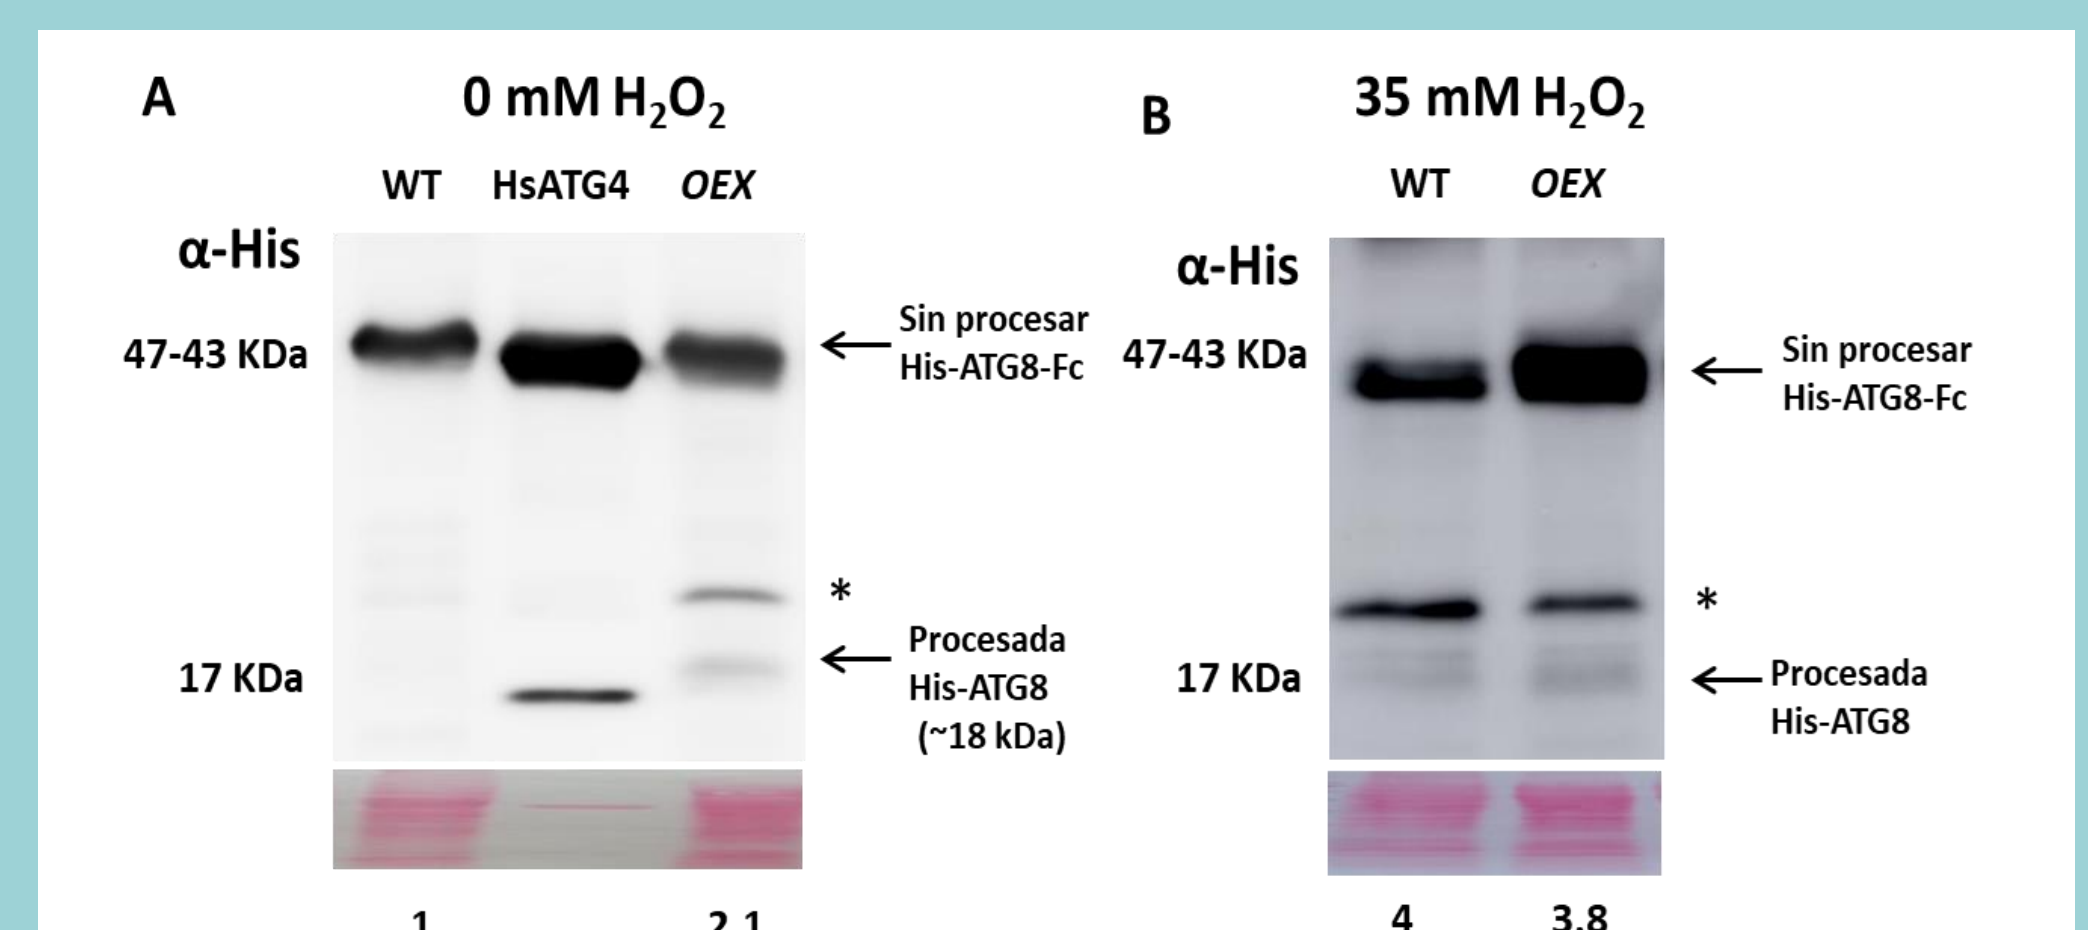 A
0 mM H₂O₂
WT HsATG4 OEX
α-His
47-43 KDa
17 KDa
Sin procesar
His-ATG8-Fc
*
Procesada
His-ATG8
(~18 kDa)
1 2.1
B
35 mM H₂O₂
WT OEX
α-His
47-43 KDa
17 KDa
Sin procesar
His-ATG8-Fc
*
Procesada
His-ATG8
4 3.8